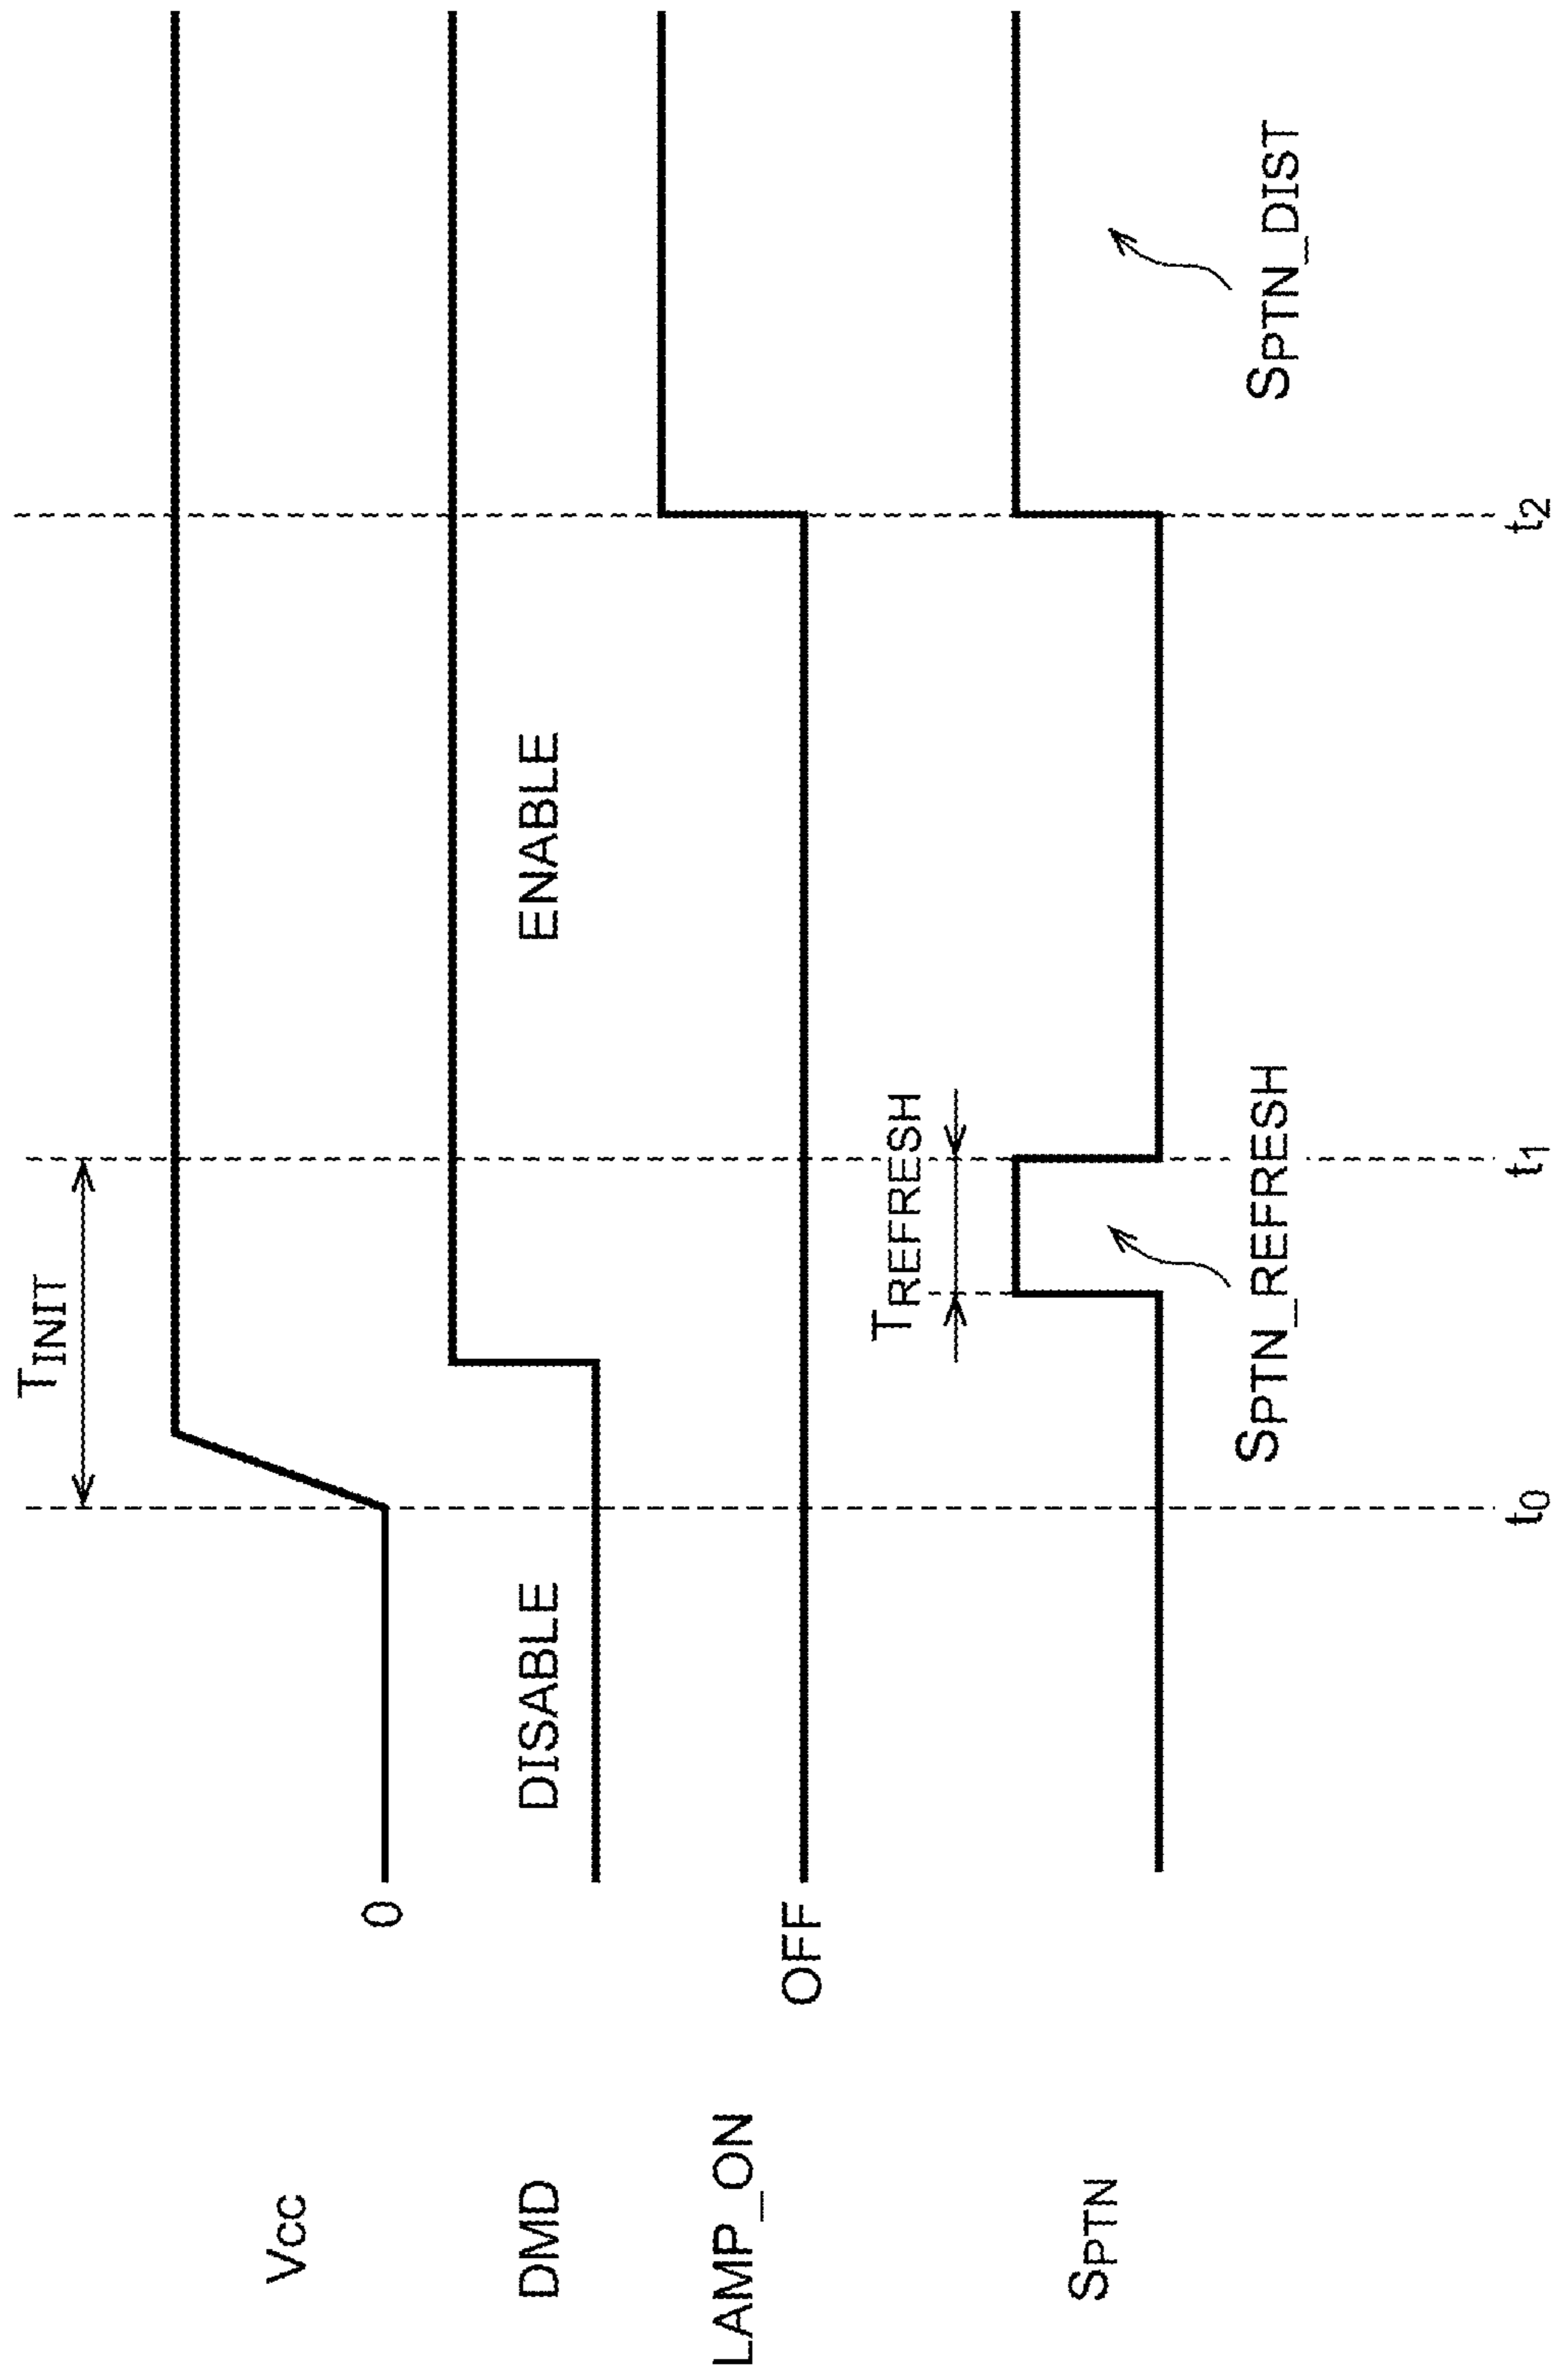 TINIT
Vcc
0
DMD
DISABLE
ENABLE
LAMP_ON
OFF
TREFRESH
SPTN
SPTN_REFRESH
SPTN_DIST
t0
t1
t2